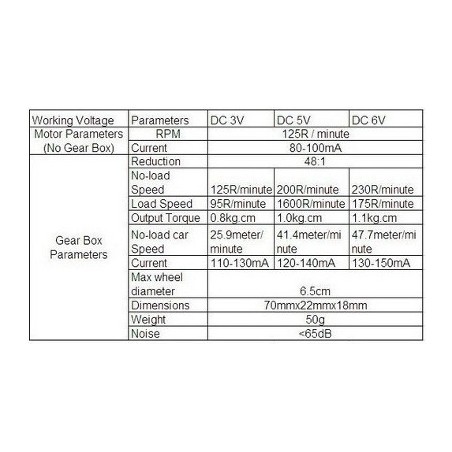 Working Voltage Parameters DC 3V DC 5V DC 6V
Motor Parameters (No Gear Box) RPM 125R / minute
Current 80-100mA
Gear Box Parameters Reduction 48:1
No-load Speed 125R/minute 200R/minute 230R/minute
Load Speed 95R/minute 1600R/minute 175R/minute
Output Torque 0.8kg.cm 1.0kg.cm 1.1kg.cm
No-load car Speed 25.9meter/ minute 41.4meter/mi nute 47.7meter/mi nute
Current 110-130mA 120-140mA 130-150mA
Max wheel diameter 6.5cm
Dimensions 70mmx22mmx18mm
Weight 50g
Noise <65dB